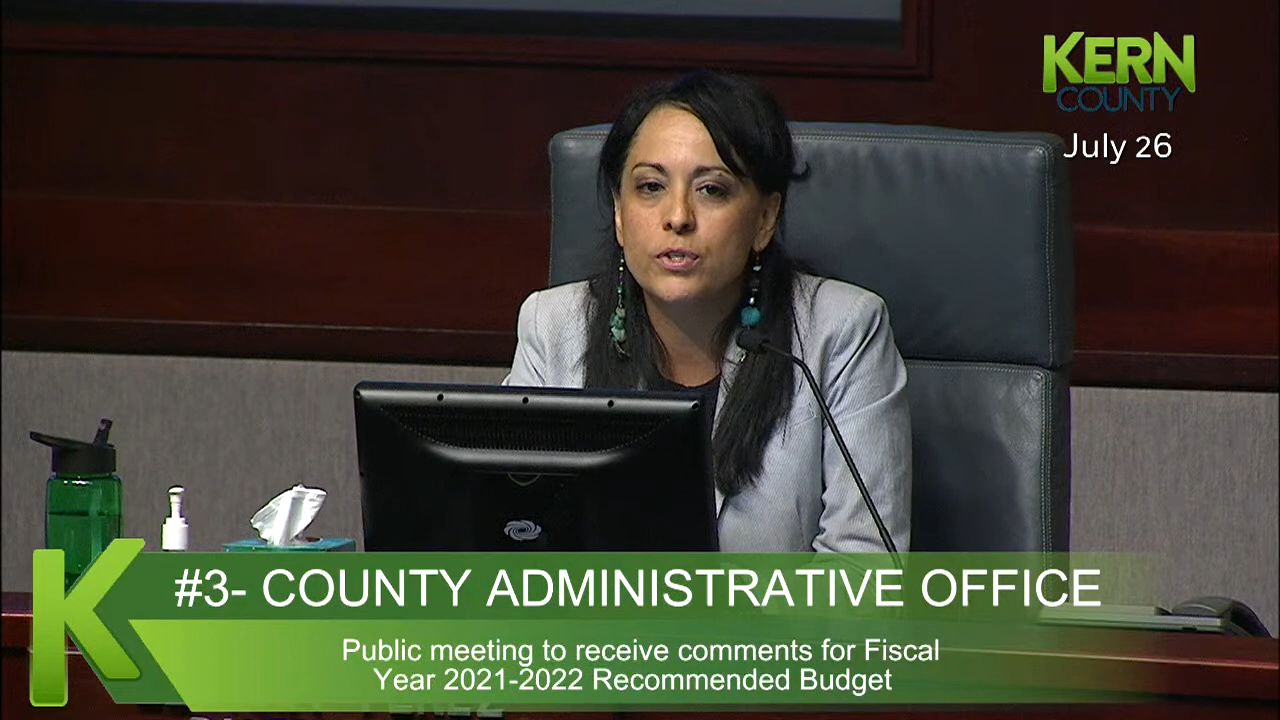 KERN
COUNTY
July 26
K
#3- COUNTY ADMINISTRATIVE OFFICE
Public meeting to receive comments for Fiscal
Year 2021-2022 Recommended Budget